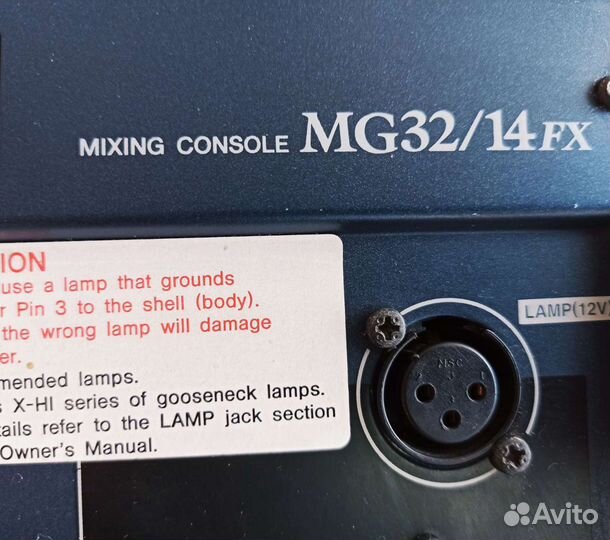 MIXING CONSOLE MG32/14FX
ION
use a lamp that grounds
r Pin 3 to the shell (body).
the wrong lamp will damage
er.
mended lamps.
s X-HI series of gooseneck lamps.
tails refer to the LAMP jack section
Owner's Manual.
LAMP(12V)
Avito